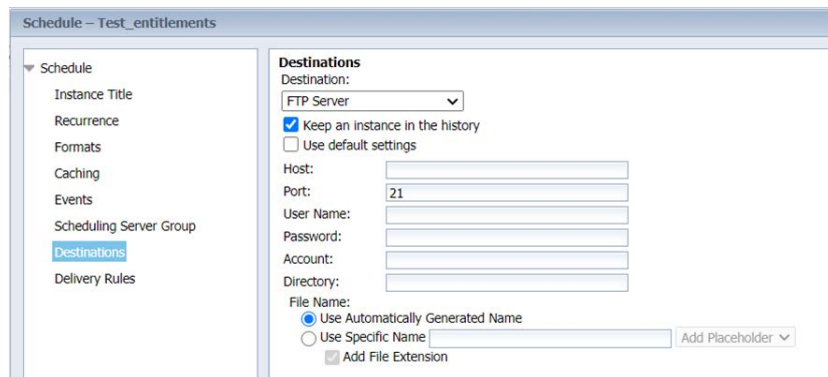 Schedule – Test_entitlements
Schedule
Instance Title
Recurrence
Formats
Caching
Events
Scheduling Server Group
Destinations
Delivery Rules
Destinations
Destination:
FTP Server
Keep an instance in the history
Use default settings
Host:
Port: 21
User Name:
Password:
Account:
Directory:
File Name:
Use Automatically Generated Name
Use Specific Name Add Placeholder
Add File Extension